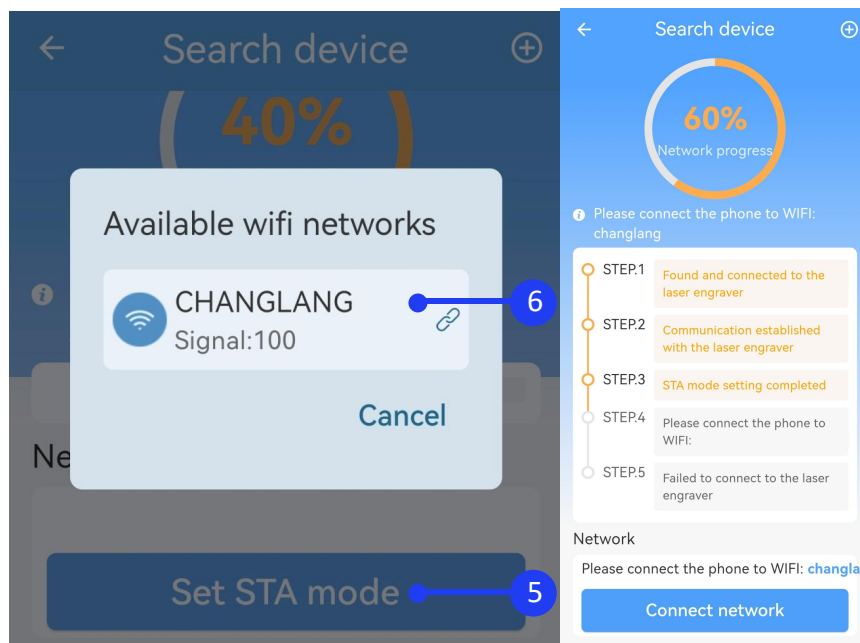 Search device
40%
Available wifi networks
CHANGLANG
Signal:100
6
Cancel
Ne
Set STA mode
5
Search device
60%
Network progress
Please connect the phone to WIFI:
changlang
STEP.1
Found and connected to the
laser engraver
STEP.2
Communication established
with the laser engraver
STEP.3
STA mode setting completed
STEP.4
Please connect the phone to
WIFI:
STEP.5
Failed to connect to the laser
engraver
Network
Please connect the phone to WIFI: changla
Connect network